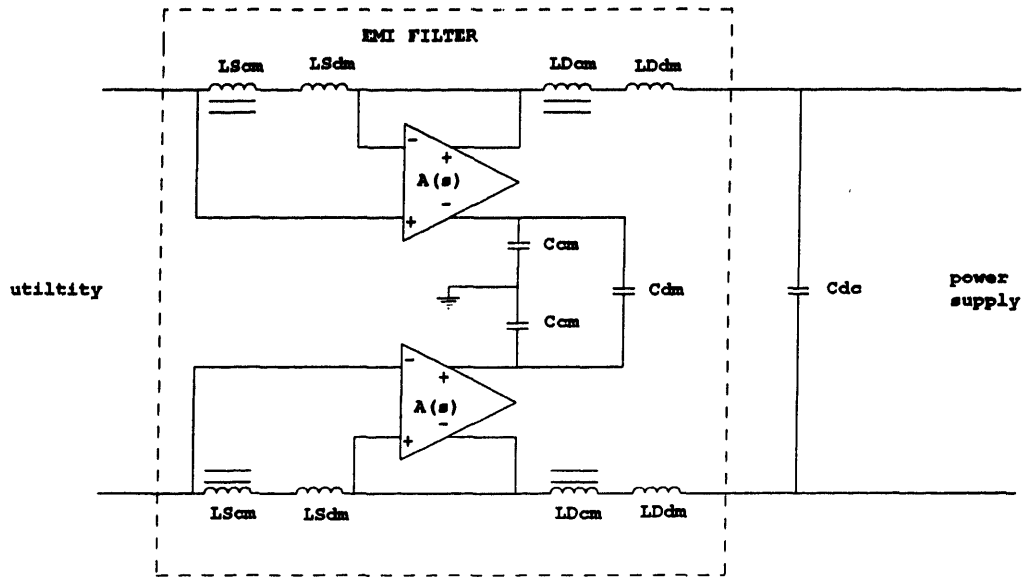 EMI FILTER
LScm LSdm LDcm LDdm
-
+
A(s)
-
+
Ccm
utiltity
Cdm
Cdc
power
supply
Ccm
-
+
A(s)
-
+
LScm LSdm LDcm LDdm